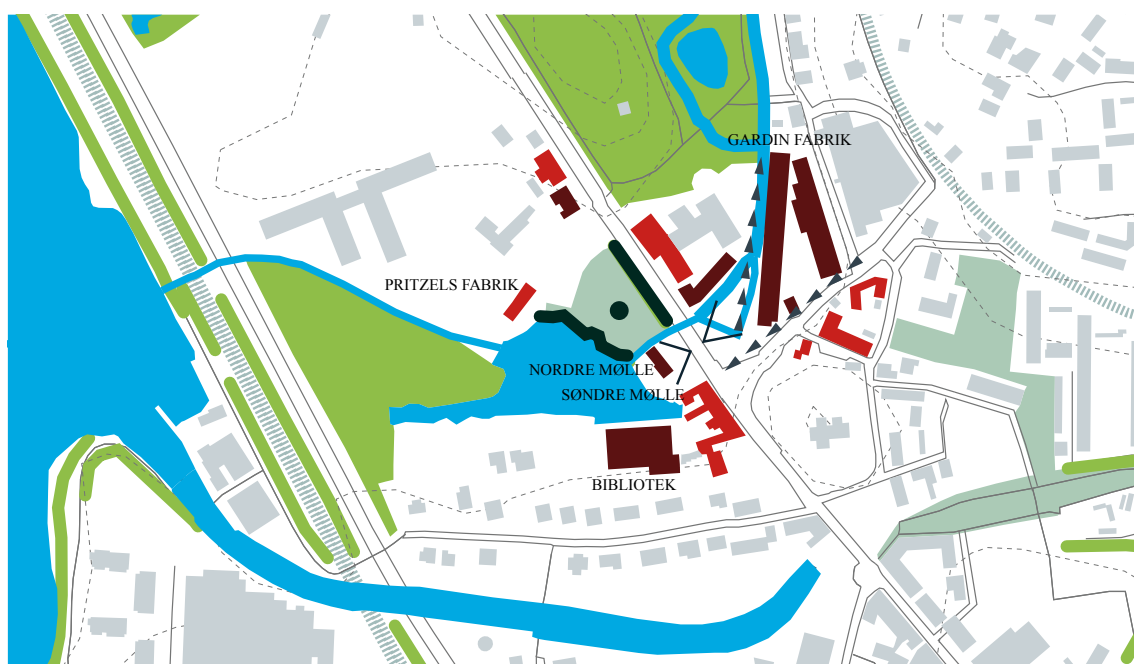 GARDIN FABRIK
PRITZELS FABRIK
NORDRE MØLLE
SØNDRE MØLLE
BIBLIOTEK